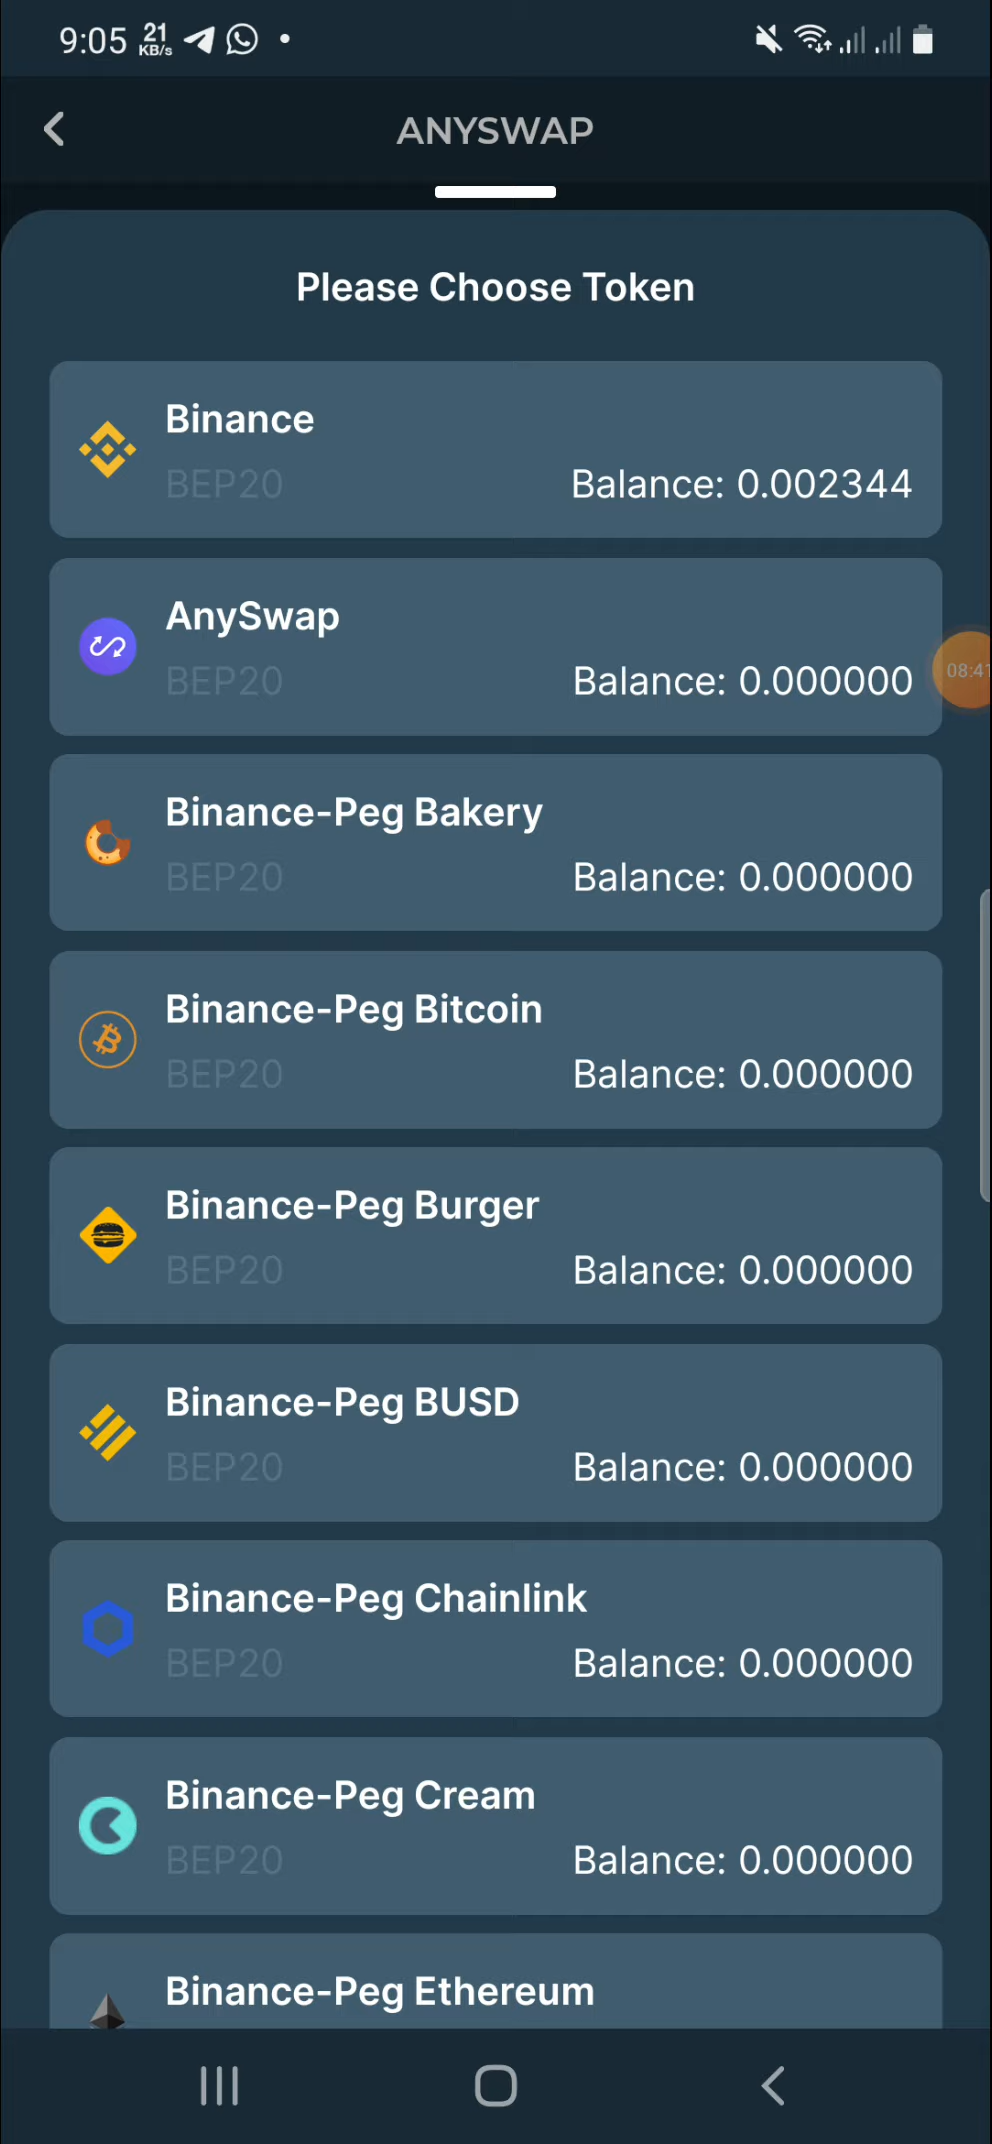 9:05 21 KB/s
ANYSWAP
Please Choose Token
Binance
BEP20 Balance: 0.002344
AnySwap
BEP20 Balance: 0.000000
08:41
Binance-Peg Bakery
BEP20 Balance: 0.000000
Binance-Peg Bitcoin
BEP20 Balance: 0.000000
Binance-Peg Burger
BEP20 Balance: 0.000000
Binance-Peg BUSD
BEP20 Balance: 0.000000
Binance-Peg Chainlink
BEP20 Balance: 0.000000
Binance-Peg Cream
BEP20 Balance: 0.000000
Binance-Peg Ethereum